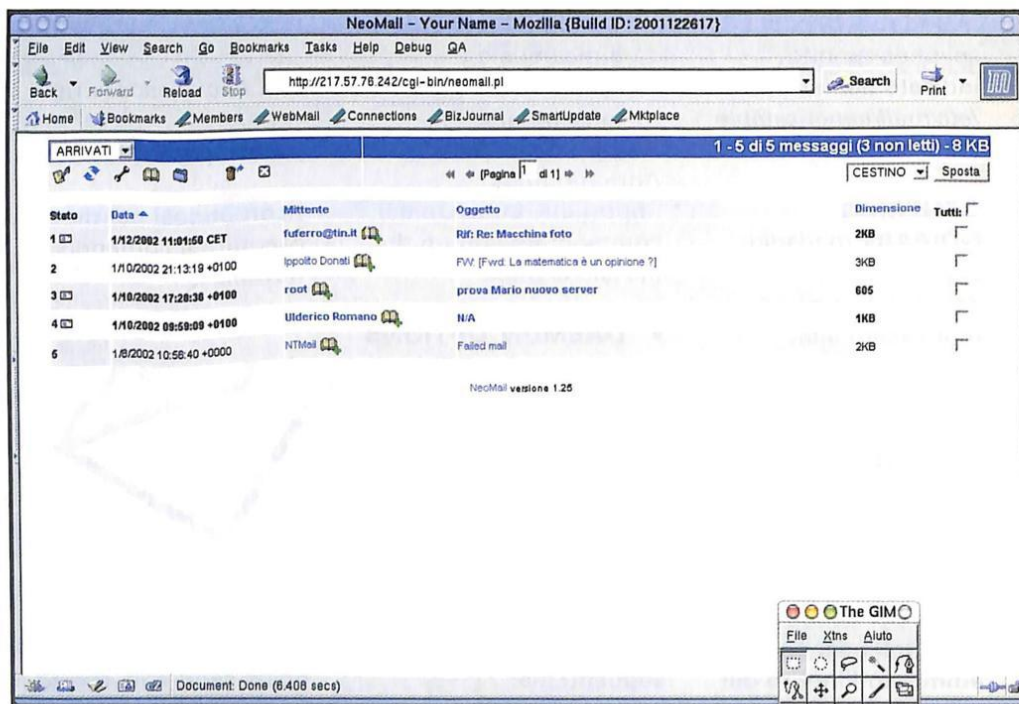 NeoMail - Your Name - Mozilla {Build ID: 2001122617}
File Edit View Search Go Bookmarks Tasks Help Debug QA
Back Forward Reload Stop http://217.57.76.242/cgi-bin/neomail.pl Search Print
Home Bookmarks Members WebMail Connections BizJournal SmartUpdate Mktplace
ARRIVATI 1 - 5 di 5 messaggi (3 non letti) - 8 KB
[Pagina 1 di 1] CESTINO Sposta
Stato Data Mittente Oggetto Dimensione Tutti:
1 1/12/2002 11:01:50 CET fuferro@tin.it Rif: Re: Macchina foto 2KB
2 1/10/2002 21:13:19 +0100 Ippolito Donati FW: [Fwd: La matematica è un opinione ?] 3KB
3 1/10/2002 17:28:36 +0100 root prova Mario nuovo server 605
4 1/10/2002 09:59:09 +0100 Ulderico Romano N/A 1KB
5 1/8/2002 10:56:40 +0000 NTMail Failed mail 2KB
NeoMail versione 1.25
The GIM
File Xtns Aiuto
Document: Done (6.408 secs)